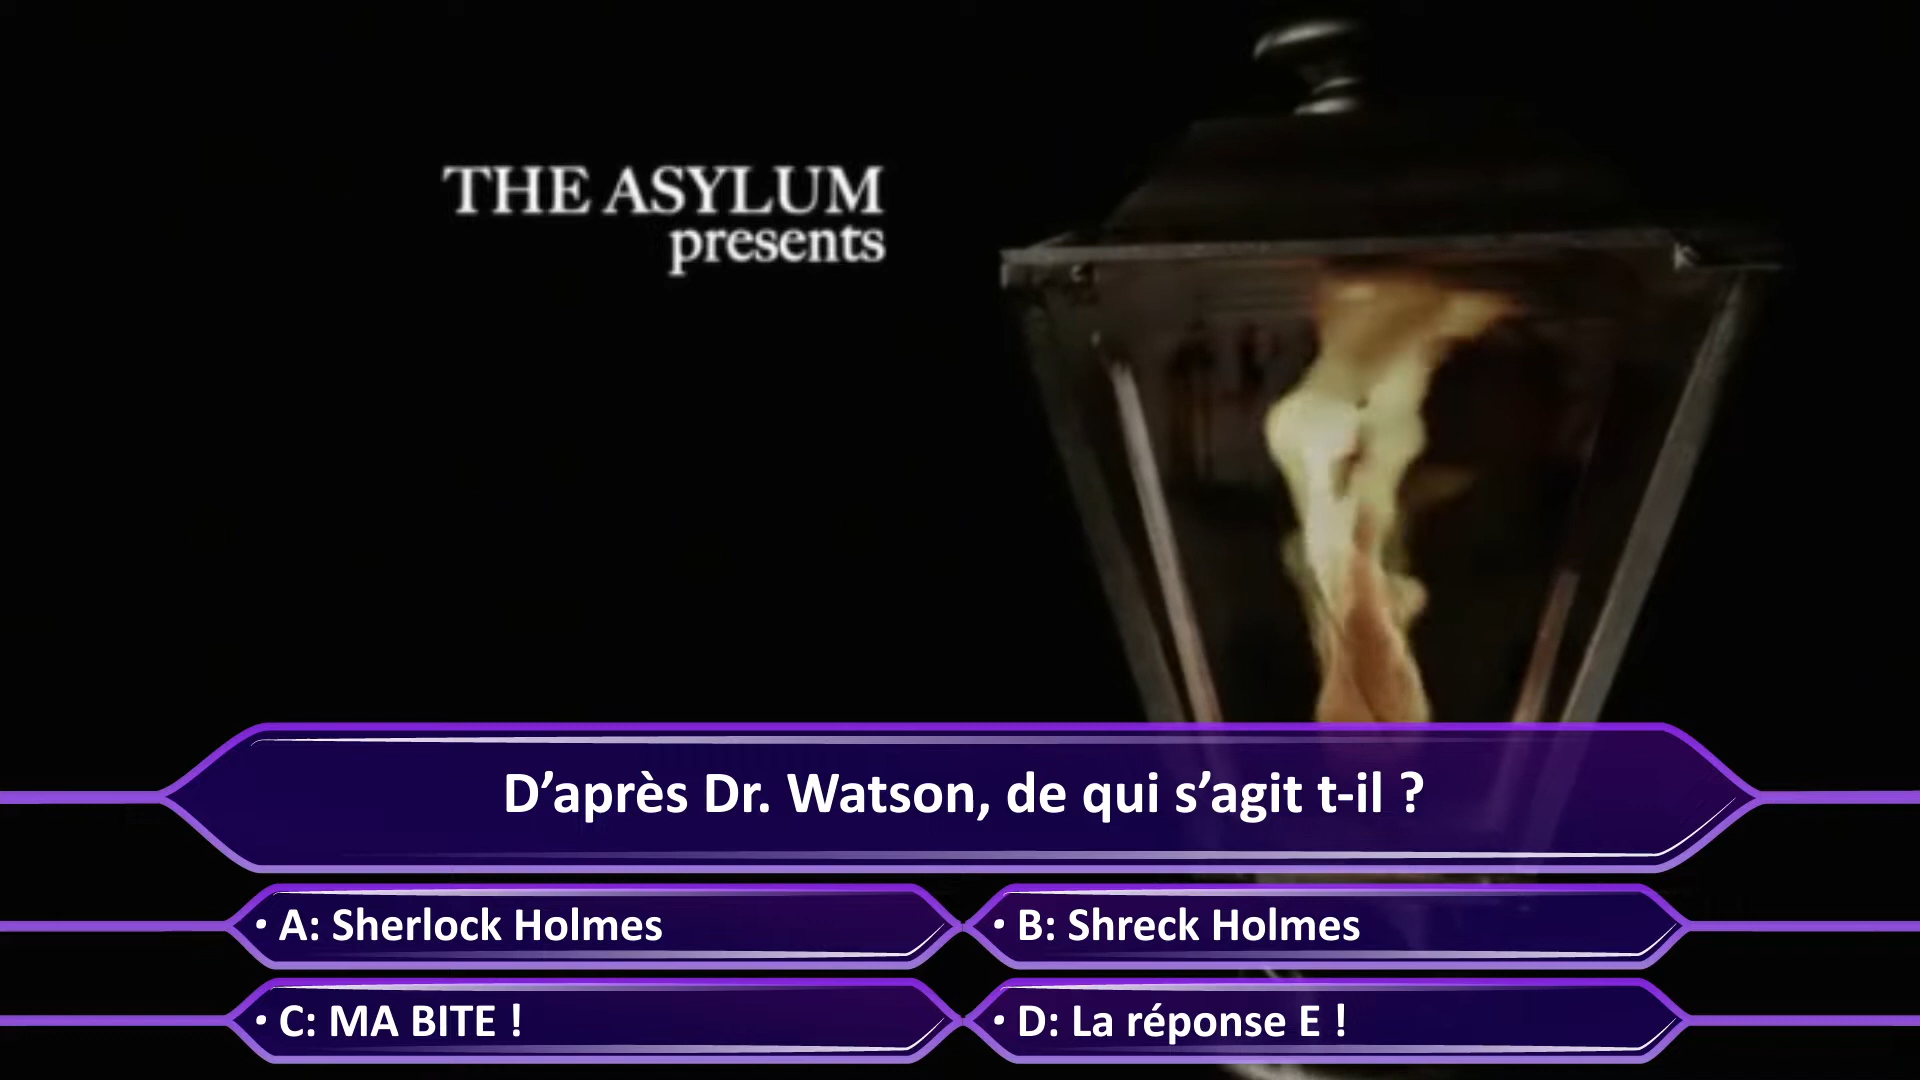 THE ASYLUM
presents
D’après Dr. Watson, de qui s’agit t-il ?
• A: Sherlock Holmes
• B: Shreck Holmes
• C: MA BITE !
• D: La réponse E !